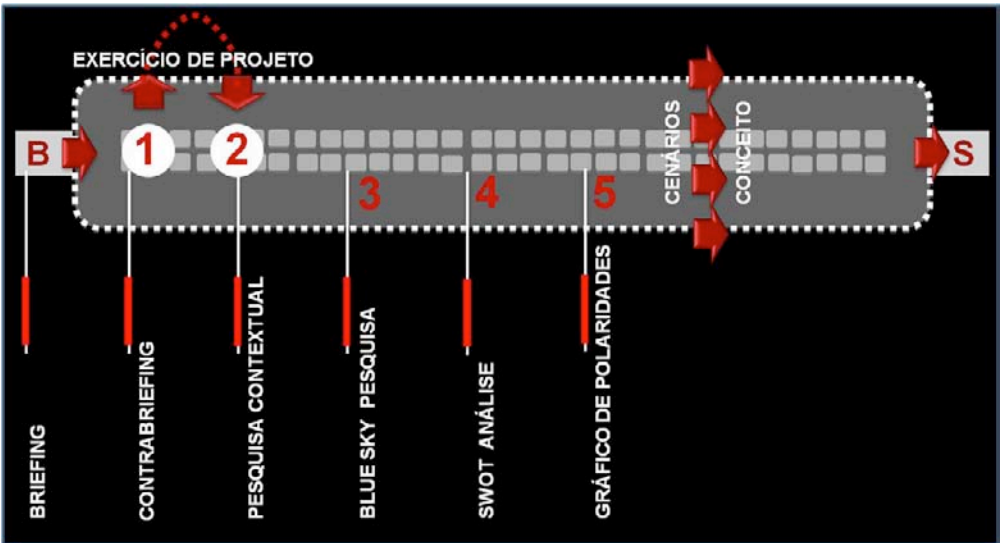 EXERCÍCIO DE PROJETO
B
1
2
3
4
5
CENÁRIOS
CONCEITO
S
BRIEFING
CONTRABRIEFING
PESQUISA CONTEXTUAL
BLUE SKY PESQUISA
SWOT ANÁLISE
GRÁFICO DE POLARIDADES